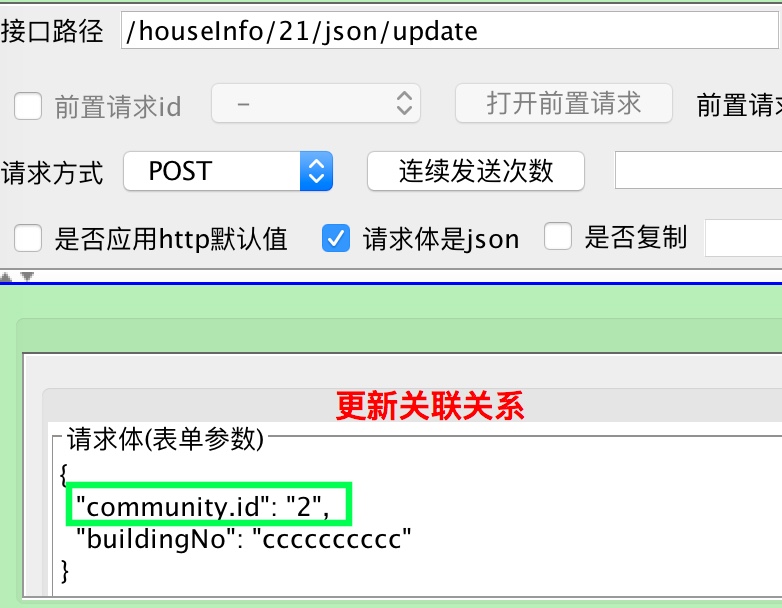 接口路径 /houseInfo/21/json/update
前置请求id - 打开前置请求 前置请求
请求方式 POST 连续发送次数
是否应用http默认值 请求体是json 是否复制
更新关联关系
请求体(表单参数)
{
"community.id": "2",
"buildingNo": "cccccccccc"
}